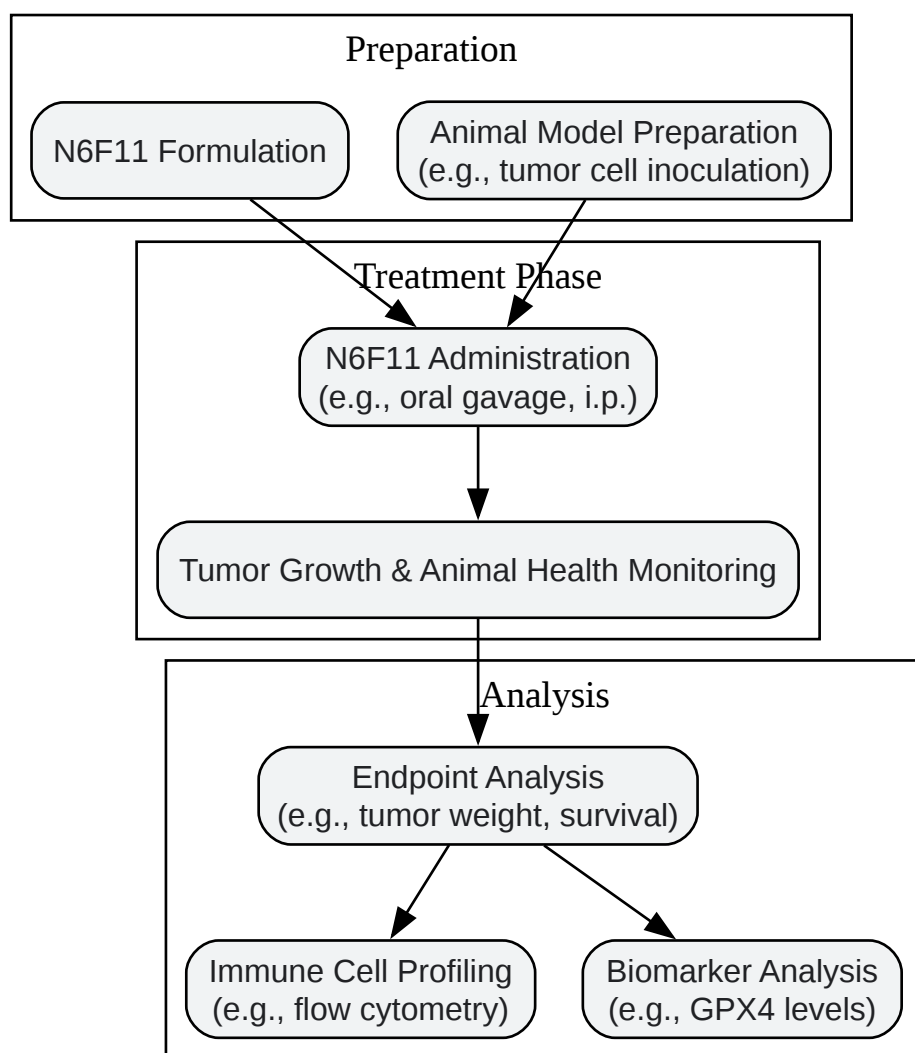 Preparation
N6F11 Formulation
Animal Model Preparation
(e.g., tumor cell inoculation)
Treatment Phase
N6F11 Administration
(e.g., oral gavage, i.p.)
Tumor Growth & Animal Health Monitoring
Analysis
Endpoint Analysis
(e.g., tumor weight, survival)
Immune Cell Profiling
(e.g., flow cytometry)
Biomarker Analysis
(e.g., GPX4 levels)